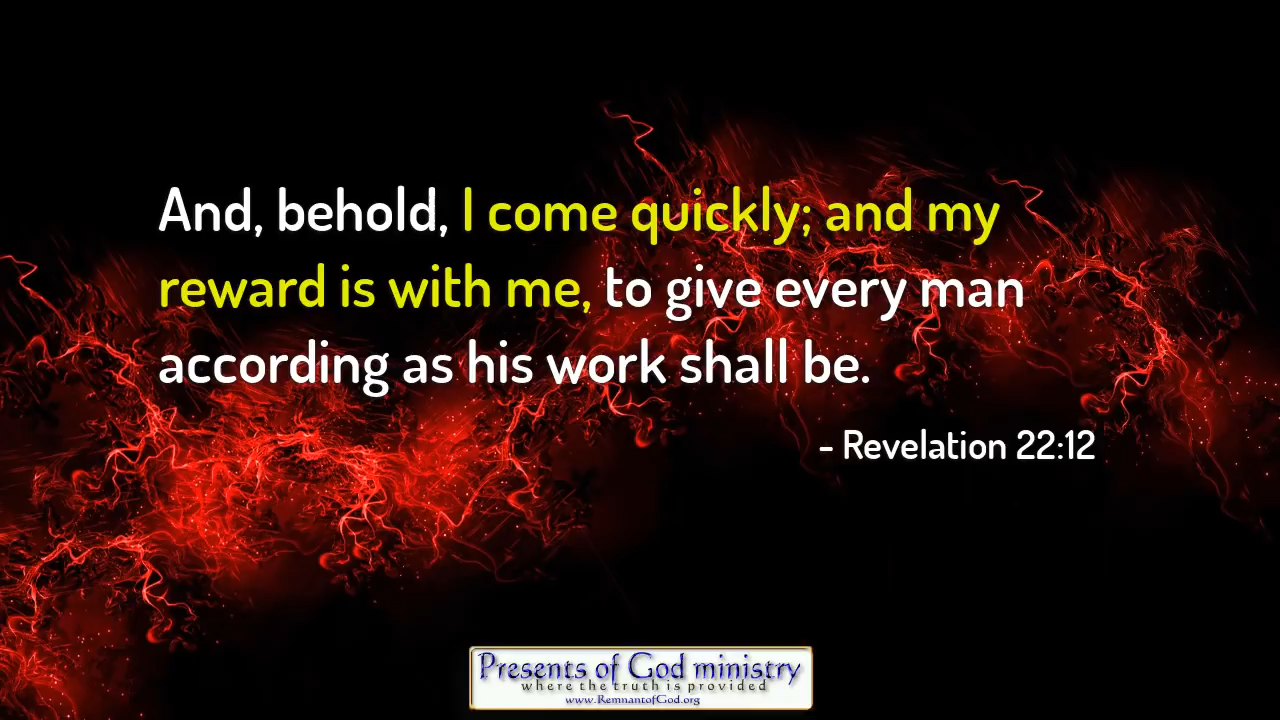 And, behold, I come quickly; and my
reward is with me, to give every man
according as his work shall be.
- Revelation 22:12
Presents of God ministry
where the truth is provided
www.RemnantofGod.org